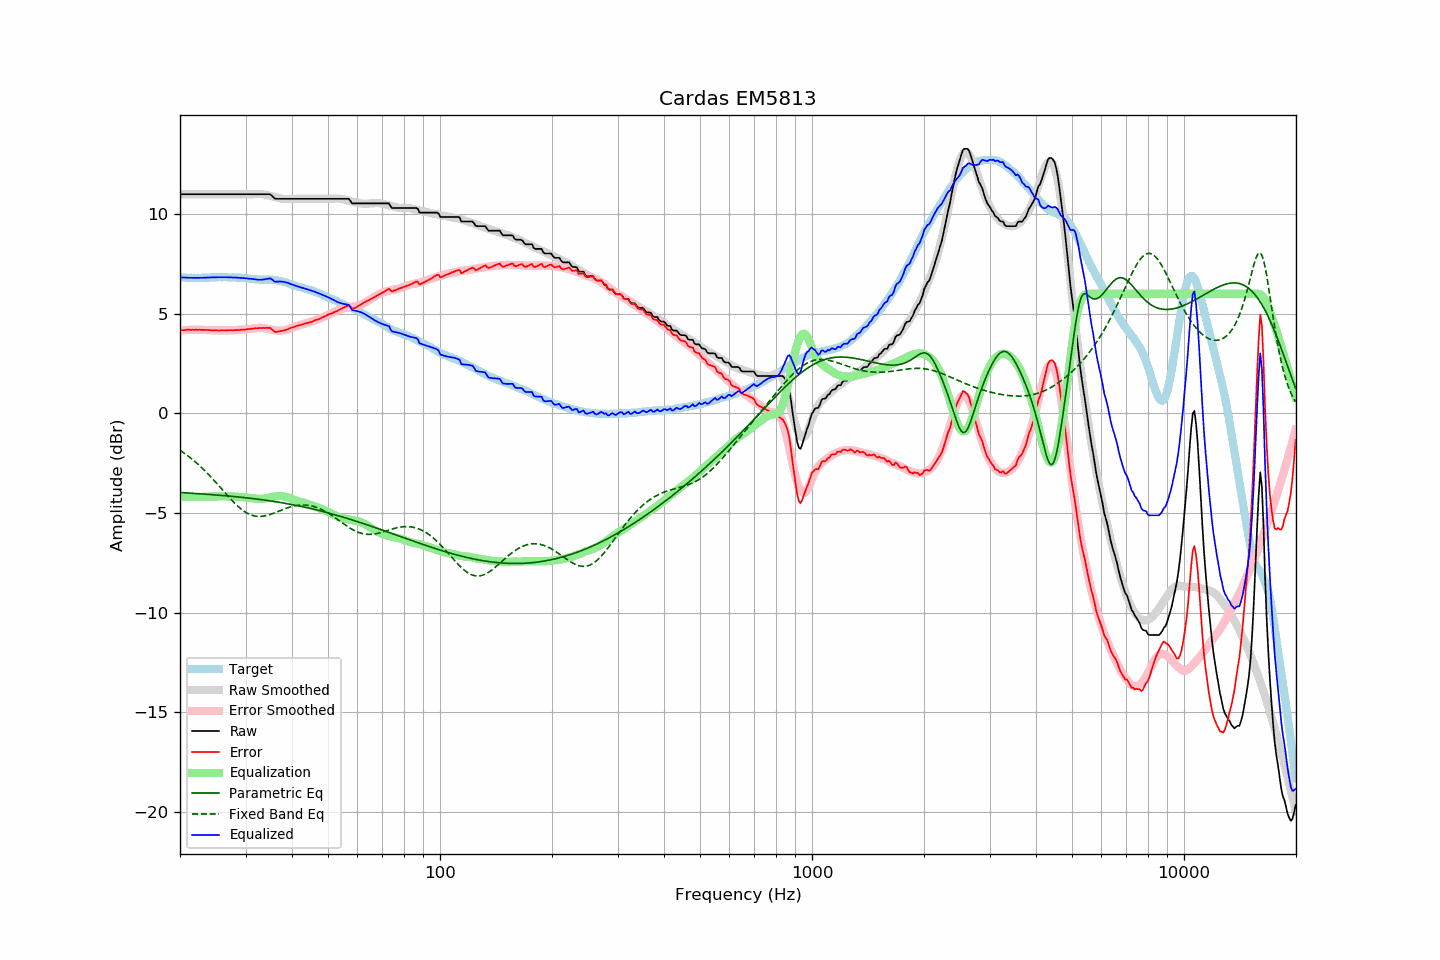 Cardas EM5813
Amplitude (dBr)
10
5
0
−5
−10
−15
−20
Target
Raw Smoothed
Error Smoothed
Raw
Error
Equalization
Parametric Eq
Fixed Band Eq
Equalized
100
1000
10000
Frequency (Hz)